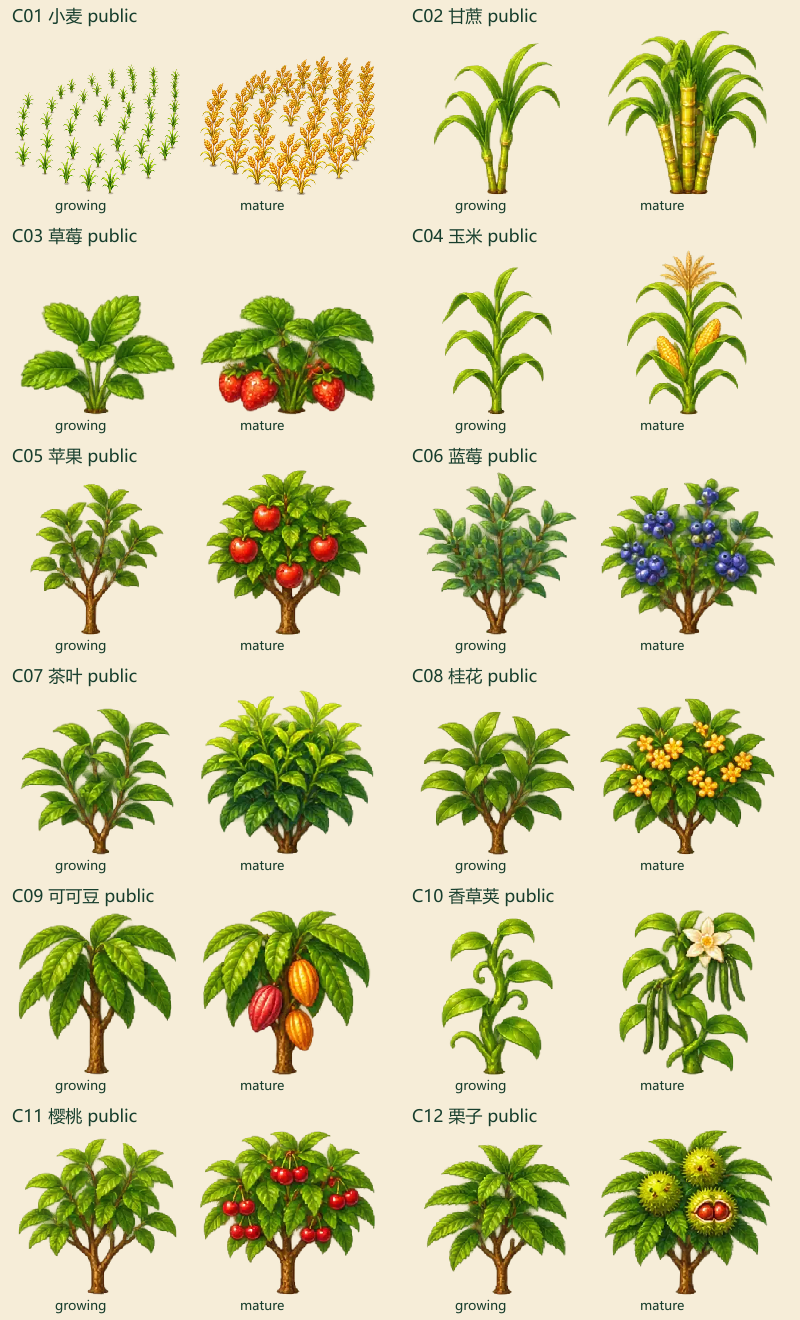 C01 小麦 public
C02 甘蔗 public
growing
mature
growing
mature
C03 草莓 public
C04 玉米 public
growing
mature
growing
mature
C05 苹果 public
C06 蓝莓 public
growing
mature
growing
mature
C07 茶叶 public
C08 桂花 public
growing
mature
growing
mature
C09 可可豆 public
C10 香草荚 public
growing
mature
growing
mature
C11 樱桃 public
C12 栗子 public
growing
mature
growing
mature